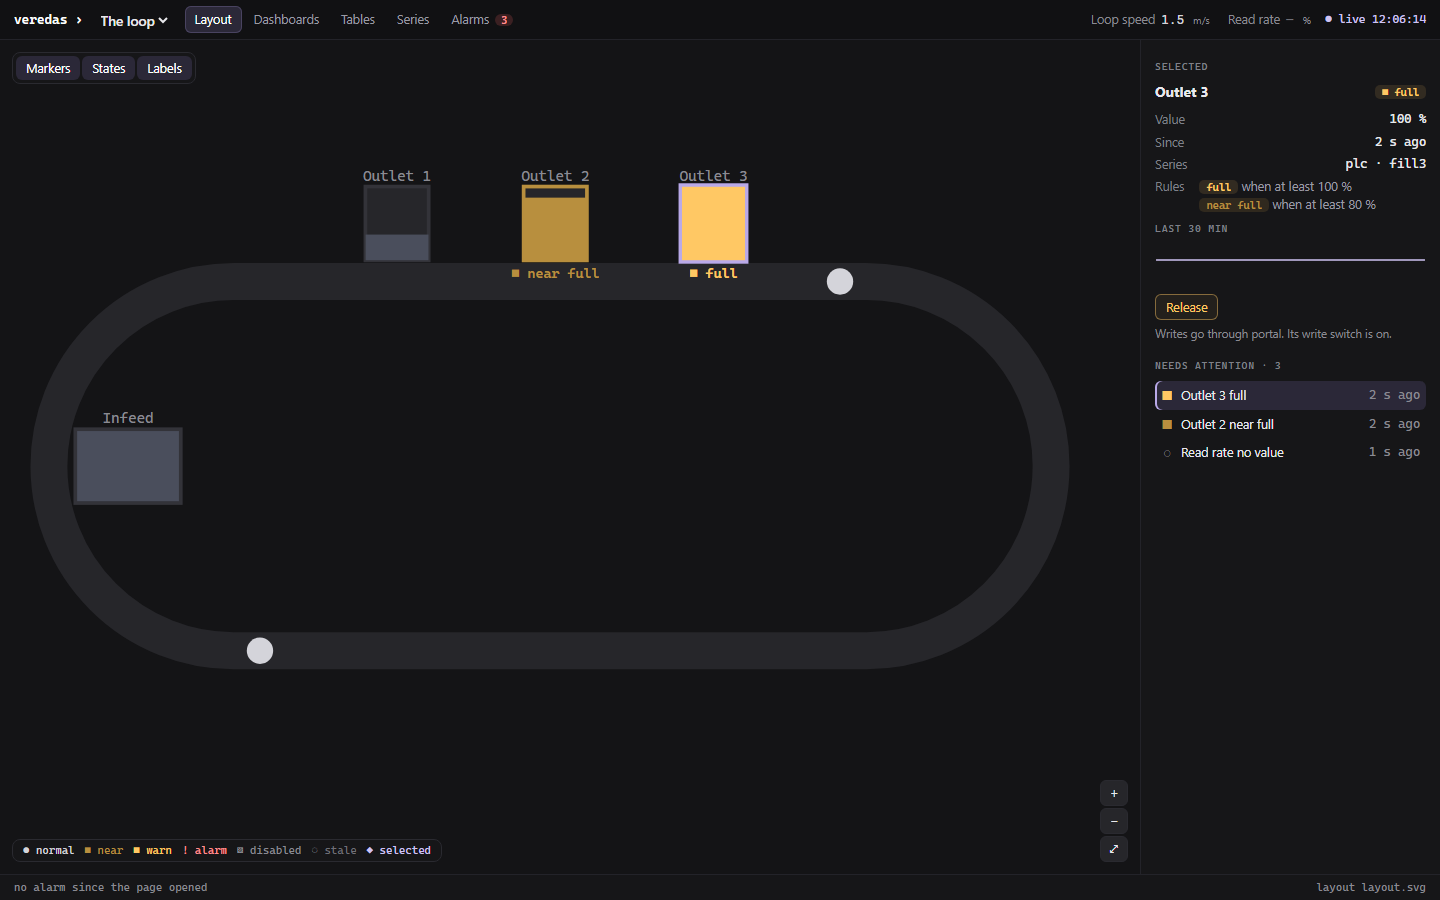 veredas › The loop Layout Dashboards Tables Series Alarms 3 Loop speed 1.5 m/s Read rate — % ● live 12:06:14
Markers States Labels
Outlet 1 Outlet 2 Outlet 3
■ near full ■ full
Infeed
+
−
● normal ■ near ■ warn ! alarm ▨ disabled ○ stale ◆ selected
SELECTED
Outlet 3 ■ full
Value 100 %
Since 2 s ago
Series plc · fill3
Rules full when at least 100 %
near full when at least 80 %
LAST 30 MIN
Release
Writes go through portal. Its write switch is on.
NEEDS ATTENTION · 3
Outlet 3 full 2 s ago
Outlet 2 near full 2 s ago
Read rate no value 1 s ago
no alarm since the page opened layout layout.svg